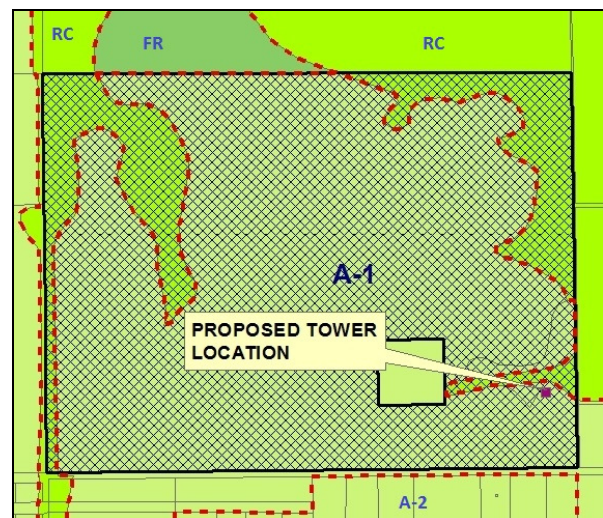 RC
FR
RC
A-1
PROPOSED TOWER
LOCATION
A-2